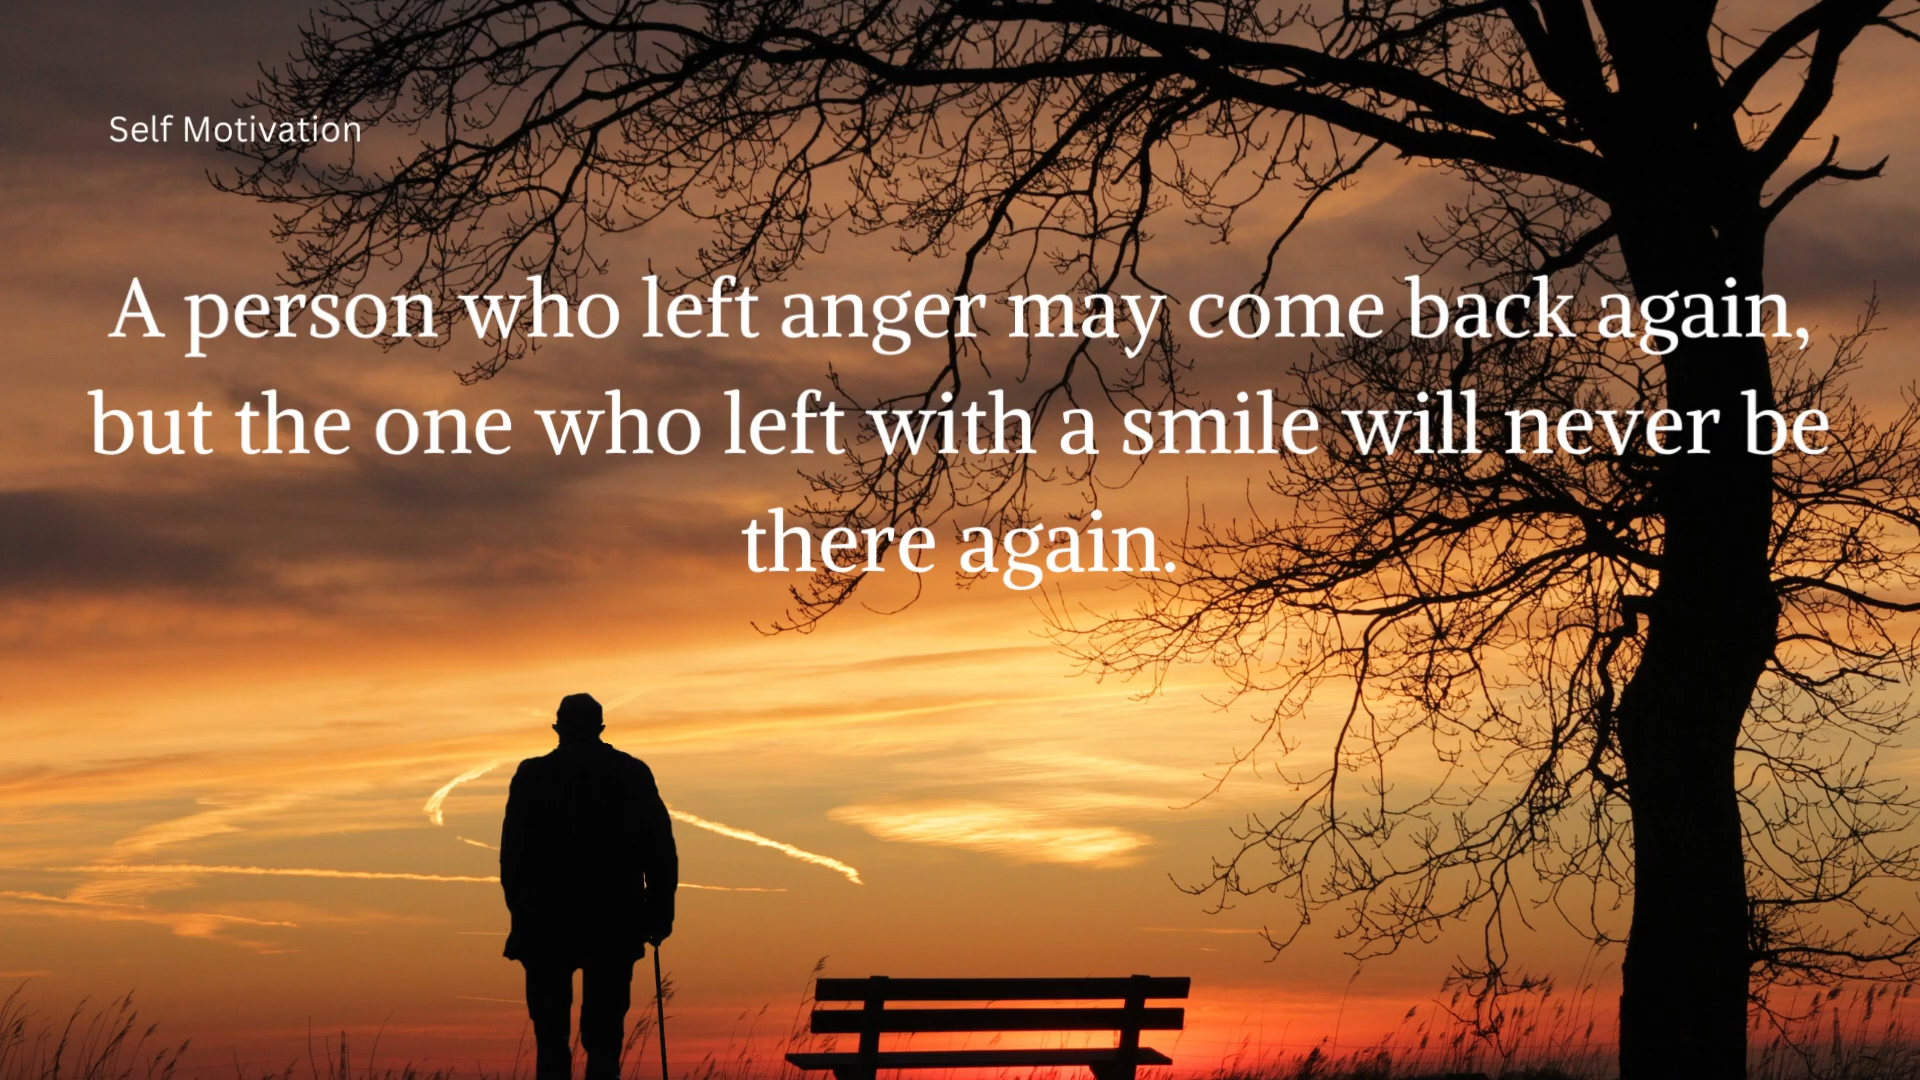 Self Motivation
A person who left anger may come back again,
but the one who left with a smile will never be
there again.